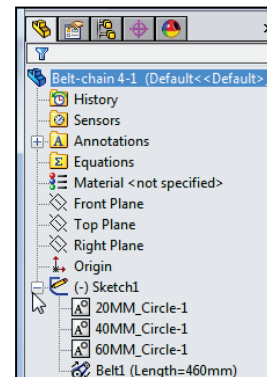 Belt-chain 4-1 (Default<<Default>
History
Sensors
A Annotations
Σ Equations
Material <not specified>
Front Plane
Top Plane
Right Plane
Origin
(-) Sketch1
A 20MM_Circle-1
A 40MM_Circle-1
A 60MM_Circle-1
Belt1 (Length=460mm)